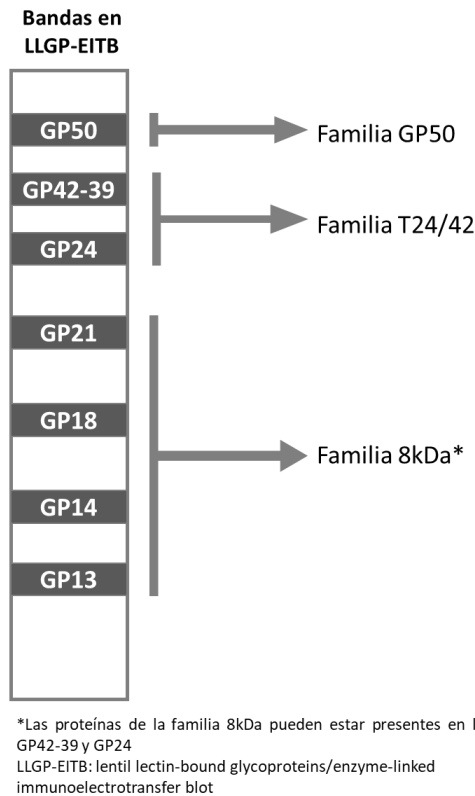 Bandas en
LLGP-EITB
GP50
Familia GP50
GP42-39
Familia T24/42
GP24
GP21
GP18
Familia 8kDa*
GP14
GP13
*Las proteínas de la familia 8kDa pueden estar presentes en
GP42-39 y GP24
LLGP-EITB: lentil lectin-bound glycoproteins/enzyme-linked
immunoelectrotransfer blot